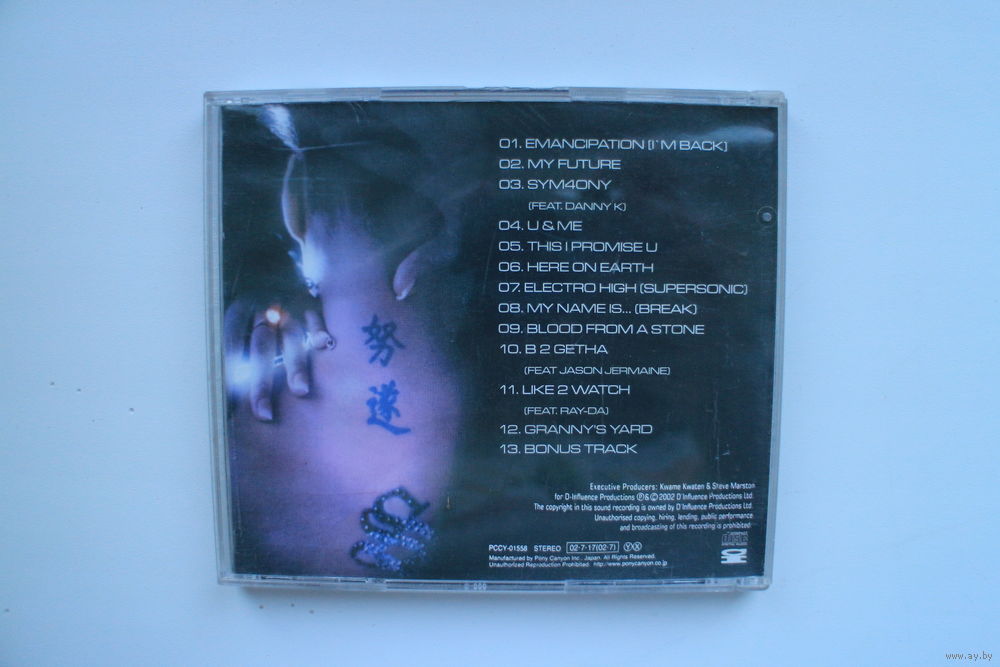 01. EMANCIPATION (I'M BACK)
02. MY FUTURE
03. SYM4ONY
(FEAT. DANNY K)
04. U & ME
05. THIS I PROMISE U
06. HERE ON EARTH
07. ELECTRO HIGH (SUPERSONIC)
08. MY NAME IS... (BREAK)
09. BLOOD FROM A STONE
10. B 2 GETHA
(FEAT JASON JERMAINE)
11. LIKE 2 WATCH
(FEAT. RAY-DA)
12. GRANNY'S YARD
13. BONUS TRACK
努
遂
Executive Producers: Kwame Kwaten & Steve Marston
for D-Influence Productions Ⓟ&© 2002 D'Influence Productions Ltd.
The copyright in this sound recording is owned by D'Influence Productions Ltd.
Unauthorised copying, hiring, lending, public performance
and broadcasting of this recording is prohibited.
PCCY-01558 STEREO 02·7·17(02·7) Ⓨ Ⓧ
Manufactured by Pony Canyon Inc., Japan. All Rights Reserved.
Unauthorized Reproduction Prohibited. http://www.ponycanyon.co.jp
COMPACT
disc
DIGITAL AUDIO
www.ay.by